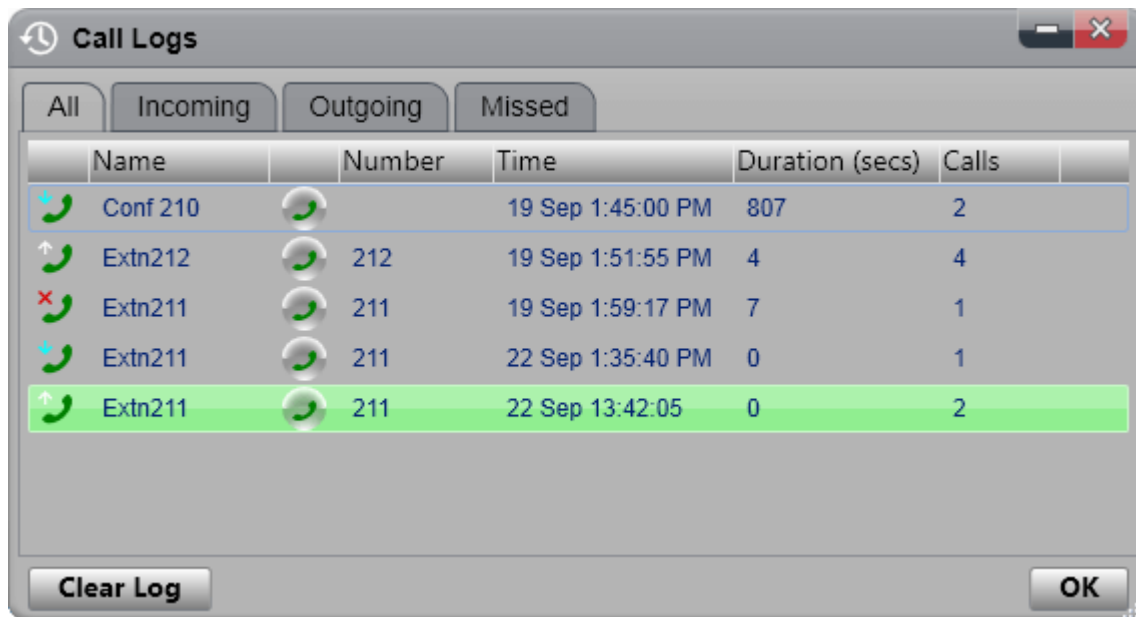 Call Logs
All Incoming Outgoing Missed
Name Number Time Duration (secs) Calls
Conf 210 19 Sep 1:45:00 PM 807 2
Extn212 212 19 Sep 1:51:55 PM 4 4
Extn211 211 19 Sep 1:59:17 PM 7 1
Extn211 211 22 Sep 1:35:40 PM 0 1
Extn211 211 22 Sep 13:42:05 0 2
Clear Log OK